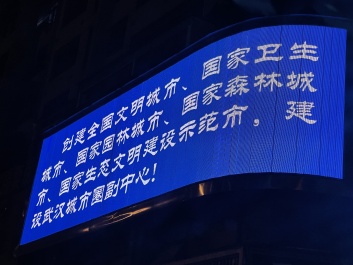 创建全国文明城市、国家卫生
城市、国家园林城市、国家森林城
市、国家生态文明建设示范市，建
设武汉城市圈副中心！